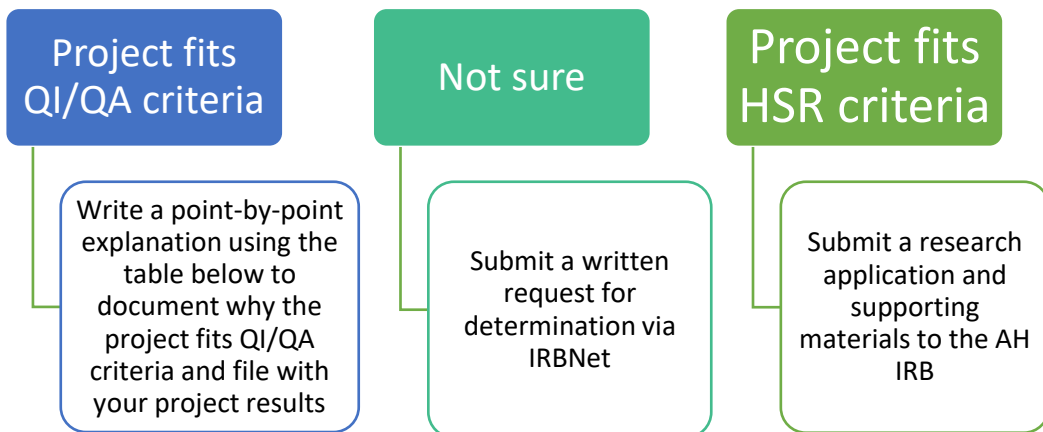 Project fits
QI/QA criteria
Write a point-by-point
explanation using the
table below to
document why the
project fits QI/QA
criteria and file with
your project results
Not sure
Submit a written
request for
determination via
IRBNet
Project fits
HSR criteria
Submit a research
application and
supporting
materials to the AH
IRB